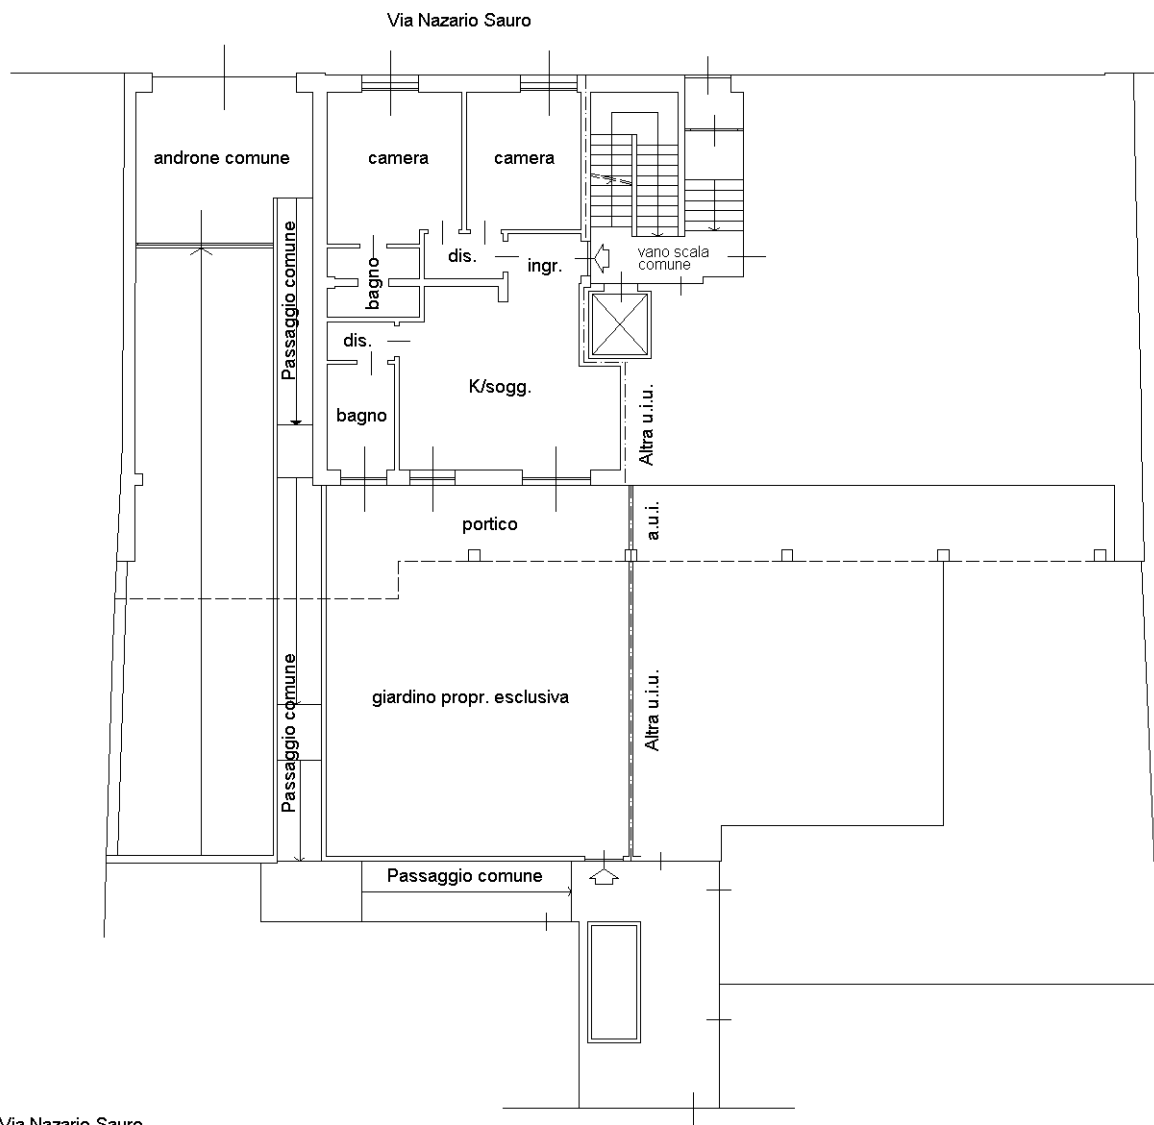 Via Nazario Sauro
androne comune
camera
camera
Passaggio comune
dis.
ingr.
vano scala
comune
bagno
dis.
K/sogg.
bagno
Altra u.i.u.
portico
a.u.i.
giardino propr. esclusiva
Passaggio comune
Altra u.i.u.
Passaggio comune
Via Nazario Sauro